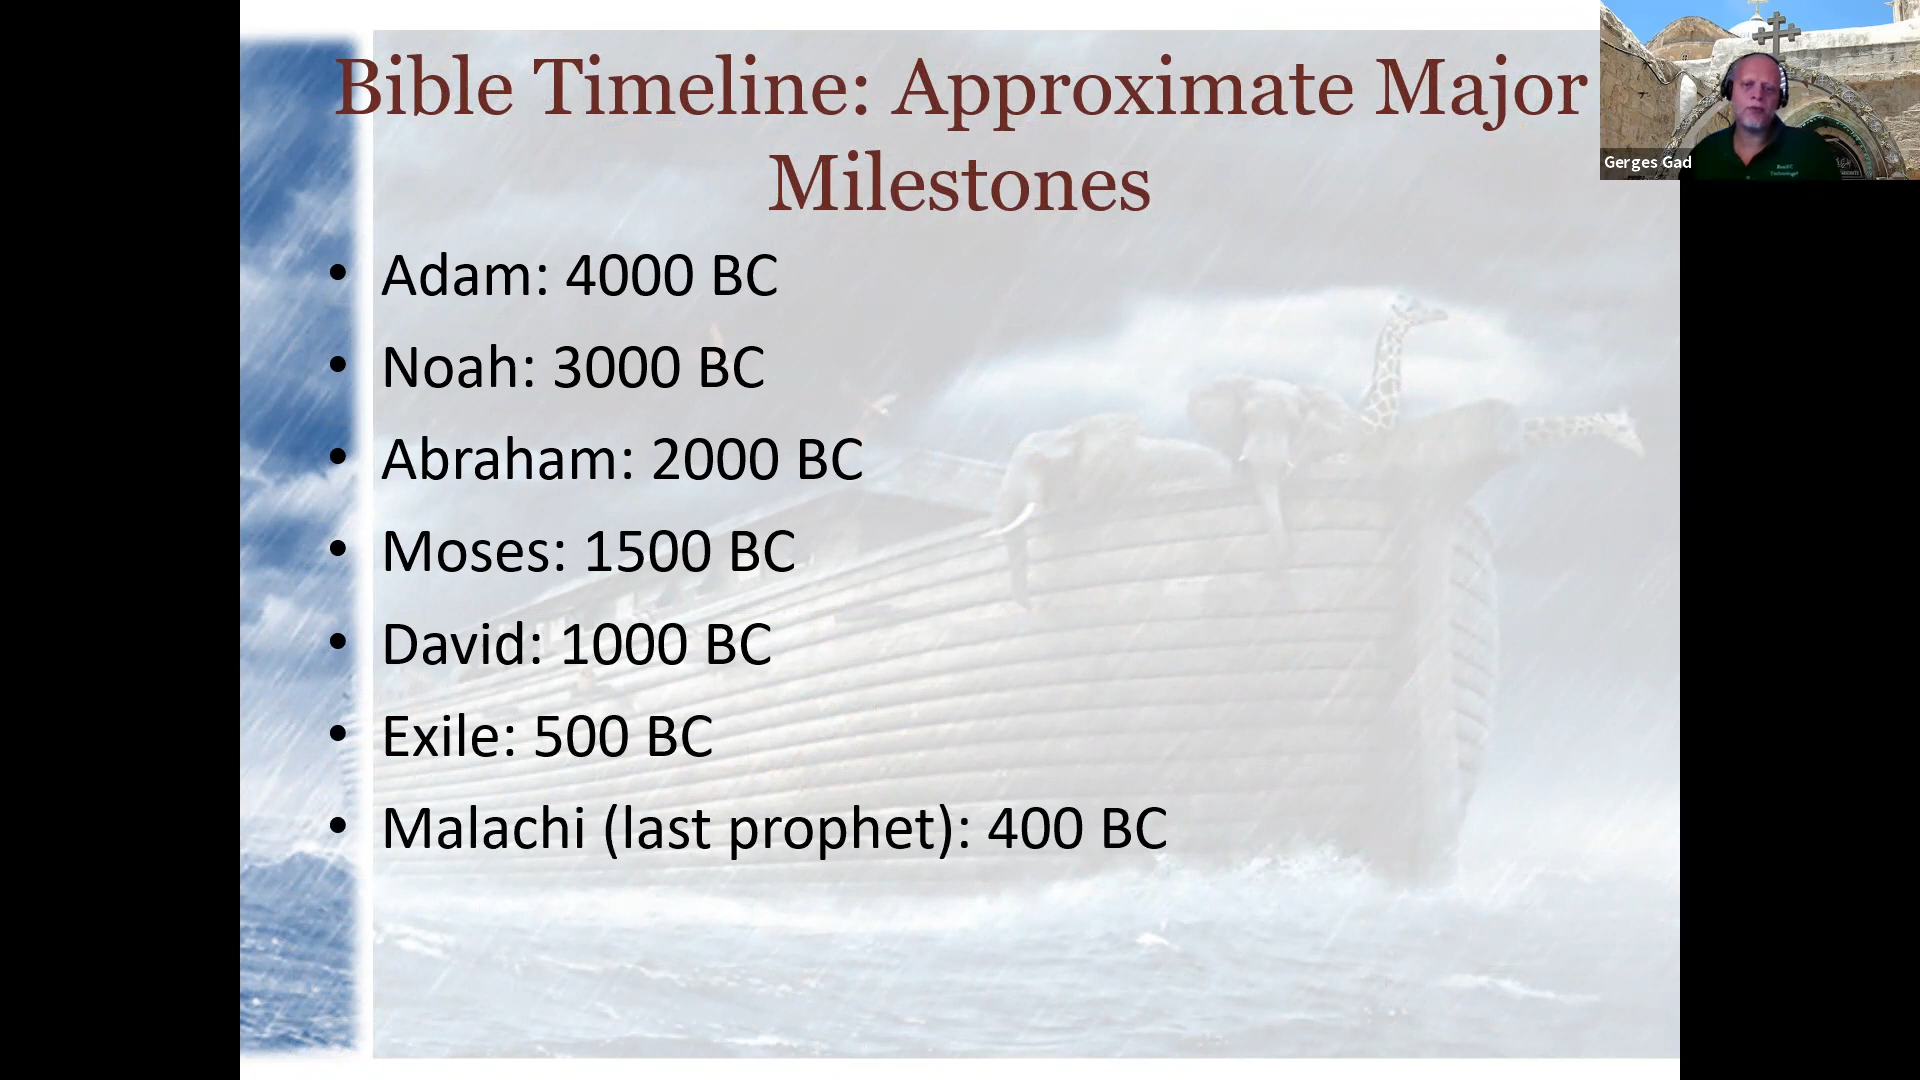 Bible Timeline: Approximate Major
Milestones
Gerges Gad
• Adam: 4000 BC
• Noah: 3000 BC
• Abraham: 2000 BC
• Moses: 1500 BC
• David: 1000 BC
• Exile: 500 BC
• Malachi (last prophet): 400 BC